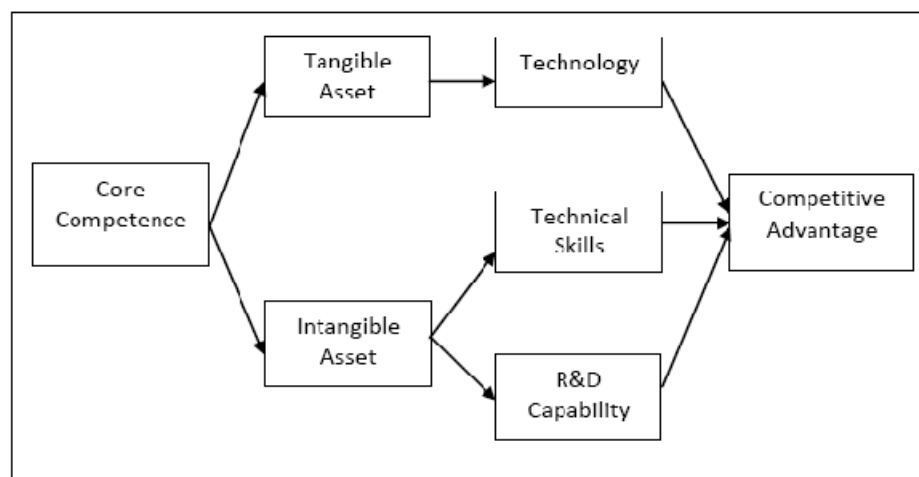 Tangible
Asset
Technology
Core
Competence
Technical
Skills
Competitive
Advantage
Intangible
Asset
R&D
Capability